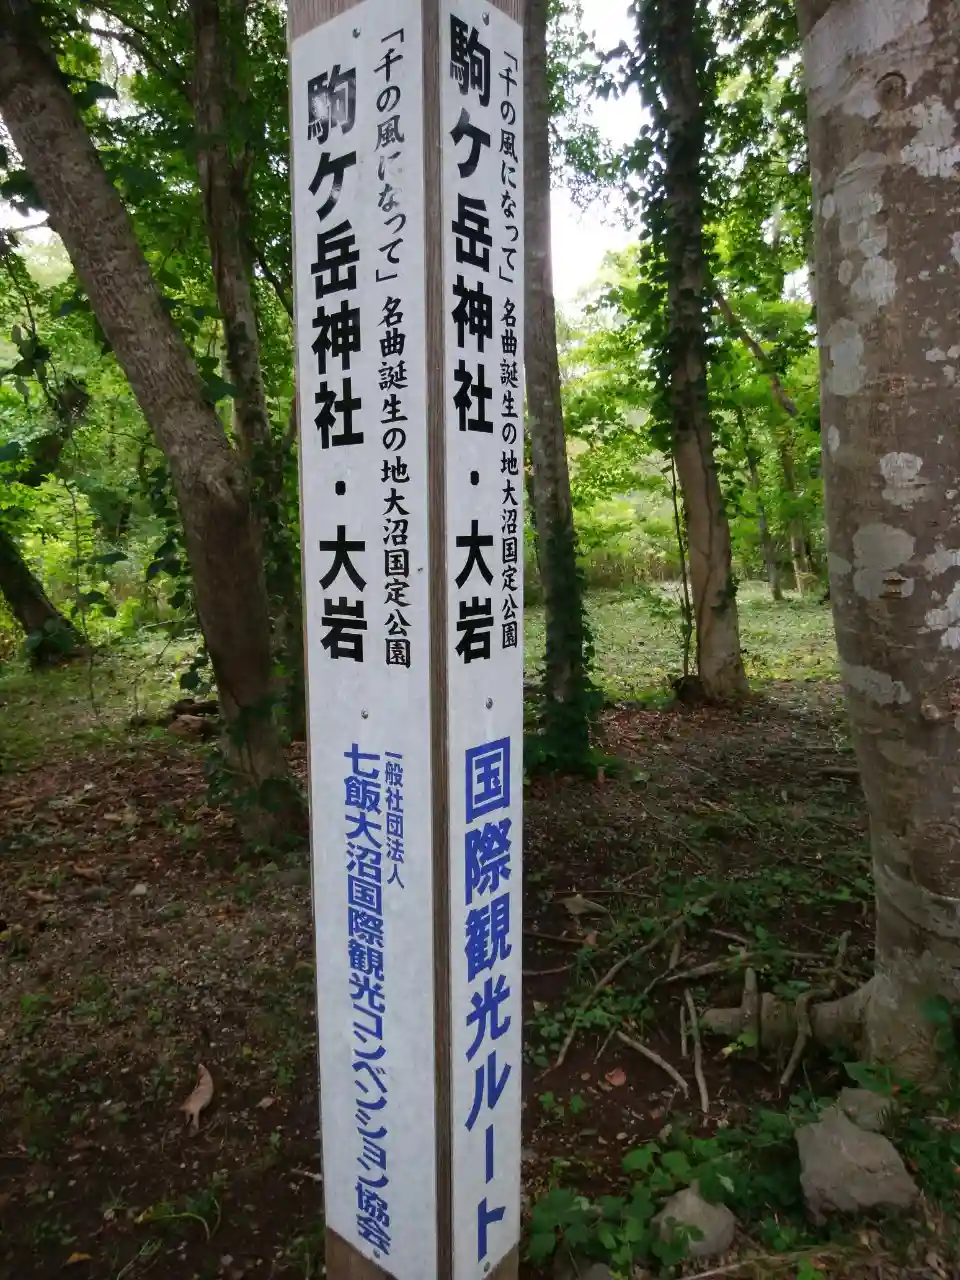 「千の風になって」名曲誕生の地大沼国定公園
駒ケ岳神社・大岩
国際観光ルート
「千の風になって」名曲誕生の地大沼国定公園
駒ケ岳神社・大岩
一般社団法人
七飯大沼国際観光コンベンション協会